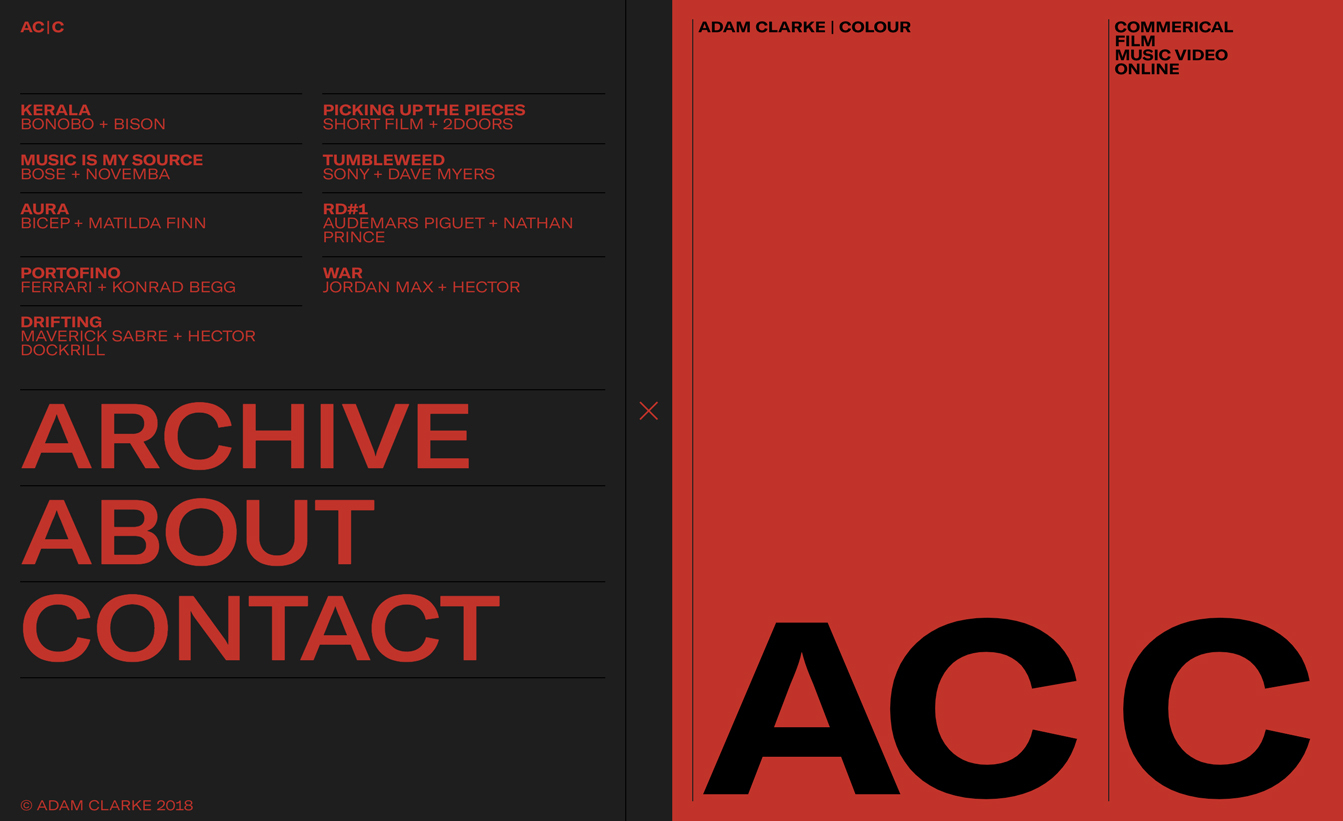 AC|C
KERALA
BONOBO + BISON
MUSIC IS MY SOURCE
BOSE + NOVEMBA
AURA
BICEP + MATILDA FINN
PORTOFINO
FERRARI + KONRAD BEGG
DRIFTING
MAVERICK SABRE + HECTOR
DOCKRILL
PICKING UP THE PIECES
SHORT FILM + 2DOORS
TUMBLEWEED
SONY + DAVE MYERS
RD#1
AUDEMARS PIGUET + NATHAN
PRINCE
WAR
JORDAN MAX + HECTOR
ARCHIVE
ABOUT
CONTACT
© ADAM CLARKE 2018
ADAM CLARKE | COLOUR
COMMERICAL
FILM
MUSIC VIDEO
ONLINE
AC C